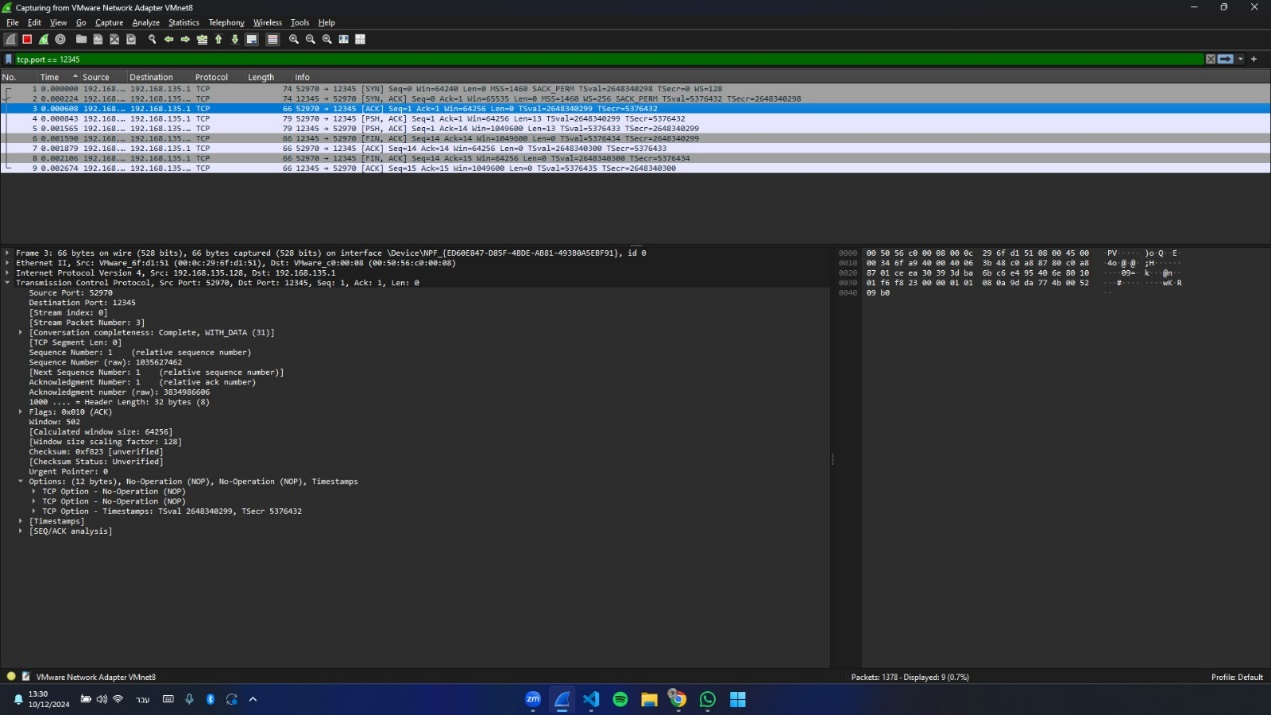 Capturing from VMware Network Adapter VMnet8
File Edit View Go Capture Analyze Statistics Telephony Wireless Tools Help
tcp.port == 12345
No. Time Source Destination Protocol Length Info
1 0.000000 192.168.… 192.168.135.1 TCP 74 52970 → 12345 [SYN] Seq=0 Win=64240 Len=0 MSS=1460 SACK_PERM TSval=2648340298 TSecr=0 WS=128
2 0.000224 192.168.… 192.168.135.… TCP 74 12345 → 52970 [SYN, ACK] Seq=0 Ack=1 Win=65535 Len=0 MSS=1460 WS=256 SACK_PERM TSval=5376432 TSecr=2648340298
3 0.000608 192.168.… 192.168.135.1 TCP 66 52970 → 12345 [ACK] Seq=1 Ack=1 Win=64256 Len=0 TSval=2648340299 TSecr=5376432
4 0.000843 192.168.… 192.168.135.1 TCP 79 52970 → 12345 [PSH, ACK] Seq=1 Ack=1 Win=64256 Len=13 TSval=2648340299 TSecr=5376432
5 0.001565 192.168.… 192.168.135.… TCP 79 12345 → 52970 [PSH, ACK] Seq=1 Ack=14 Win=1049600 Len=13 TSval=5376433 TSecr=2648340299
6 0.001590 192.168.… 192.168.135.… TCP 66 12345 → 52970 [FIN, ACK] Seq=14 Ack=14 Win=1049600 Len=0 TSval=5376434 TSecr=2648340299
7 0.001879 192.168.… 192.168.135.1 TCP 66 52970 → 12345 [ACK] Seq=14 Ack=14 Win=64256 Len=0 TSval=2648340300 TSecr=5376433
8 0.002106 192.168.… 192.168.135.1 TCP 66 52970 → 12345 [FIN, ACK] Seq=14 Ack=15 Win=64256 Len=0 TSval=2648340300 TSecr=5376434
9 0.002674 192.168.… 192.168.135.… TCP 66 12345 → 52970 [ACK] Seq=15 Ack=15 Win=1049600 Len=0 TSval=5376435 TSecr=2648340300
Frame 3: 66 bytes on wire (528 bits), 66 bytes captured (528 bits) on interface \Device\NPF_{ED60E847-D85F-4BDE-AB81-493B0A5EBF91}, id 0
Ethernet II, Src: VMware_6f:d1:51 (00:0c:29:6f:d1:51), Dst: VMware_c0:00:08 (00:50:56:c0:00:08)
Internet Protocol Version 4, Src: 192.168.135.128, Dst: 192.168.135.1
Transmission Control Protocol, Src Port: 52970, Dst Port: 12345, Seq: 1, Ack: 1, Len: 0
Source Port: 52970
Destination Port: 12345
[Stream index: 0]
[Stream Packet Number: 3]
[Conversation completeness: Complete, WITH_DATA (31)]
[TCP Segment Len: 0]
Sequence Number: 1 (relative sequence number)
Sequence Number (raw): 1035627462
[Next Sequence Number: 1 (relative sequence number)]
Acknowledgment Number: 1 (relative ack number)
Acknowledgment number (raw): 3834986606
1000 .... = Header Length: 32 bytes (8)
Flags: 0x010 (ACK)
Window: 502
[Calculated window size: 64256]
[Window size scaling factor: 128]
Checksum: 0xf823 [unverified]
[Checksum Status: Unverified]
Urgent Pointer: 0
Options: (12 bytes), No-Operation (NOP), No-Operation (NOP), Timestamps
TCP Option - No-Operation (NOP)
TCP Option - No-Operation (NOP)
TCP Option - Timestamps: TSval 2648340299, TSecr 5376432
[Timestamps]
[SEQ/ACK analysis]
0000 00 50 56 c0 00 08 00 0c 29 6f d1 51 08 00 45 00 ·PV····· )o·Q··E·
0010 00 34 6f a9 40 00 40 06 3b 48 c0 a8 87 80 c0 a8 ·4o·@·@· ;H······
0020 87 01 ce ea 30 39 3d ba 6b c6 e4 95 40 6e 80 10 ····09=· k···@n··
0030 01 f6 f8 23 00 00 01 01 08 0a 9d da 77 4b 00 52 ···#···· ····wK·R
0040 09 b0 ··
VMware Network Adapter VMnet8
Packets: 1378 · Displayed: 9 (0.7%)
Profile: Default
13:30
10/12/2024
עבר
zm